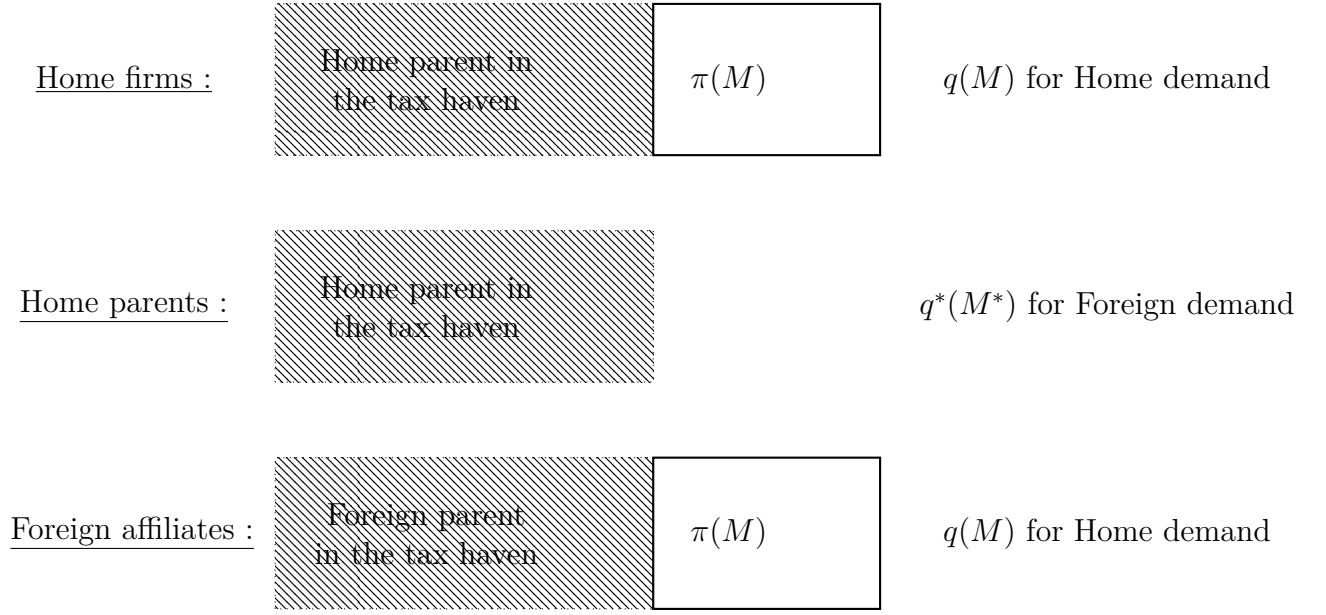 Home firms :
Home parent in
the tax haven
π(M)
q(M) for Home demand
Home parents :
Home parent in
the tax haven
q*(M*) for Foreign demand
Foreign affiliates :
Foreign parent
in the tax haven
π(M)
q(M) for Home demand